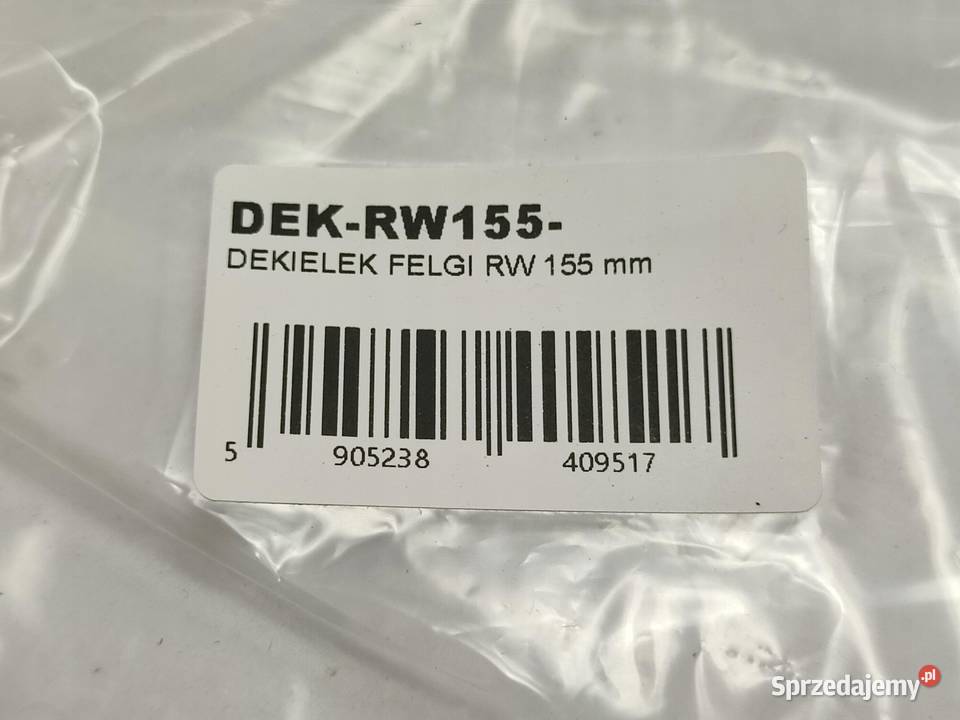 DEK-RW155-
DEKIELEK FELGI RW 155 mm
5 905238 409517
Sprzedajemy.pl